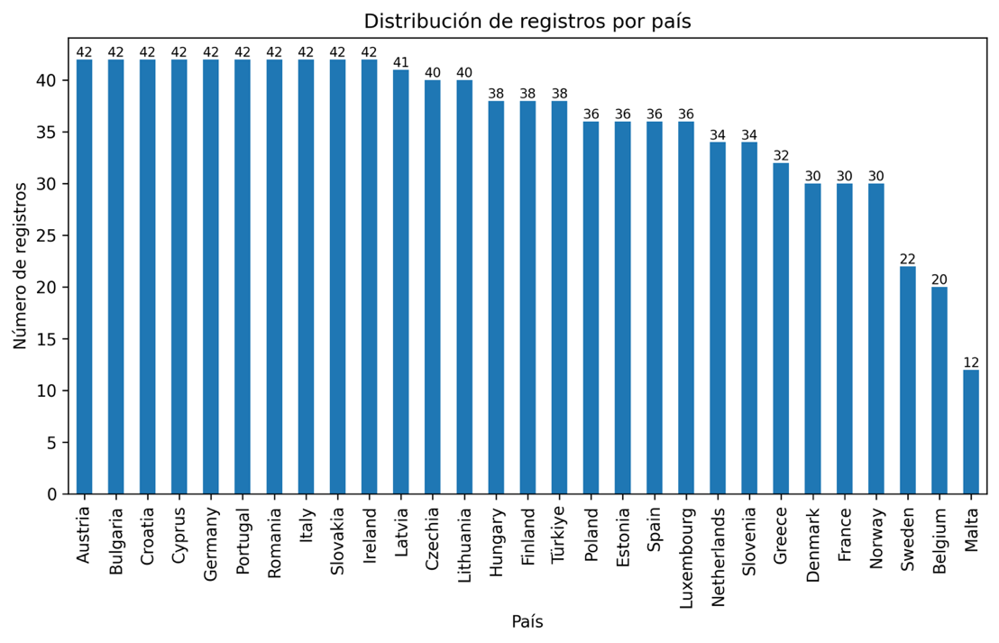 Distribución de registros por país
Número de registros
40
35
30
25
20
15
10
5
0
42 42 42 42 42 42 42 42 42 42 41 40 40 38 38 38 36 36 36 36 34 34 32 30 30 30 22 20 12
Austria
Bulgaria
Croatia
Cyprus
Germany
Portugal
Romania
Italy
Slovakia
Ireland
Latvia
Czechia
Lithuania
Hungary
Finland
Türkiye
Poland
Estonia
Spain
Luxembourg
Netherlands
Slovenia
Greece
Denmark
France
Norway
Sweden
Belgium
Malta
País